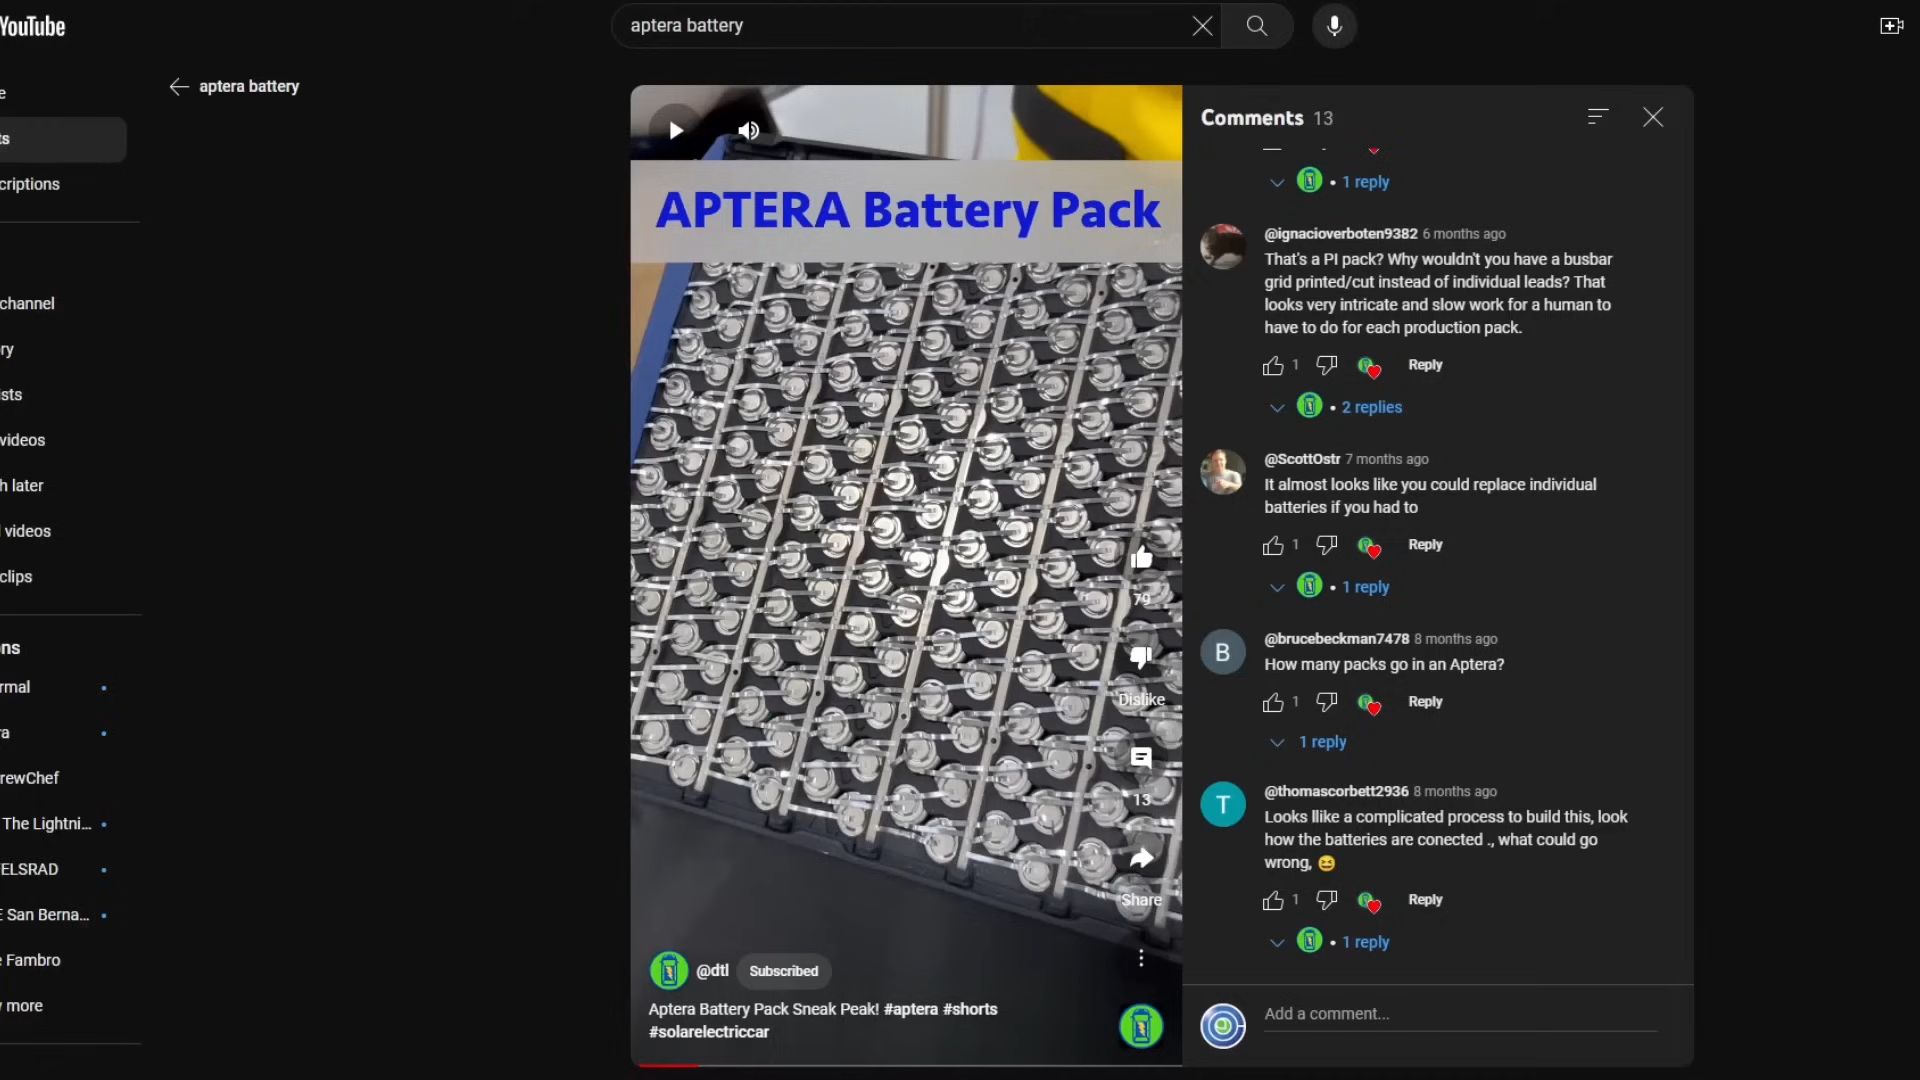 YouTube
aptera battery
aptera battery
e
ts
criptions
channel
ry
ists
videos
h later
videos
clips
ns
rmal
ra
rewChef
The Lightni...
ELSRAD
E San Berna...
e Fambro
y more
APTERA Battery Pack
79
Dislike
13
Share
@dtl Subscribed
Aptera Battery Pack Sneak Peak! #aptera #shorts
#solarelectriccar
Comments 13
• 1 reply
@ignacioverboten9382 6 months ago
That's a PI pack? Why wouldn't you have a busbar
grid printed/cut instead of individual leads? That
looks very intricate and slow work for a human to
have to do for each production pack.
1 Reply
• 2 replies
@ScottOstr 7 months ago
It almost looks like you could replace individual
batteries if you had to
1 Reply
• 1 reply
B
@brucebeckman7478 8 months ago
How many packs go in an Aptera?
1 Reply
1 reply
T
@thomascorbett2936 8 months ago
Looks llike a complicated process to build this, look
how the batteries are conected ., what could go
wrong, 😆
1 Reply
• 1 reply
Add a comment...